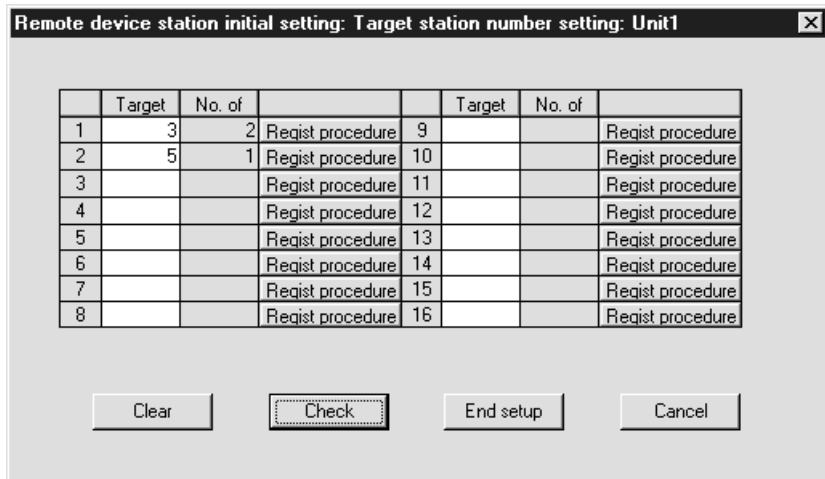 Remote device station initial setting: Target station number setting: Unit1
Target No. of Target No. of
1 3 2 Regist procedure 9 Regist procedure
2 5 1 Regist procedure 10 Regist procedure
3 Regist procedure 11 Regist procedure
4 Regist procedure 12 Regist procedure
5 Regist procedure 13 Regist procedure
6 Regist procedure 14 Regist procedure
7 Regist procedure 15 Regist procedure
8 Regist procedure 16 Regist procedure
Clear Check End setup Cancel